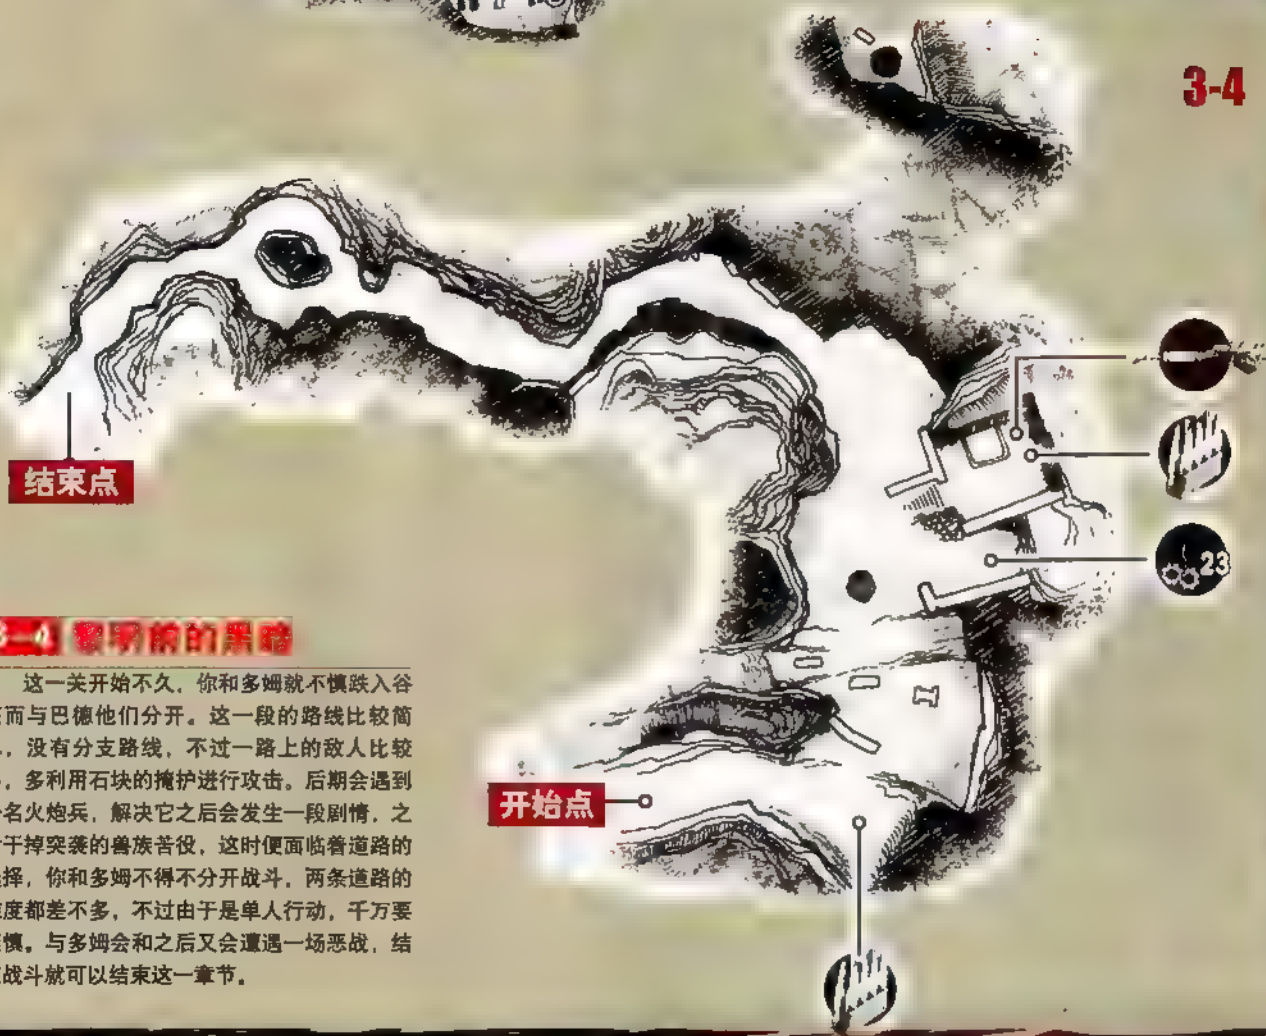 3-4
结束点
23
3-4 黎明前的黑暗
这一关开始不久，你和多姆就不慎跌入谷
而与巴德他们分开。这一段的路线比较简
，没有分支路线，不过一路上的敌人比较
，多利用石块的掩护进行攻击。后期会遇到
名火炮兵，解决它之后会发生一段剧情，之
干掉突袭的兽族苦役，这时便面临着道路的
择，你和多姆不得不分开战斗，两条道路的
度都差不多，不过由于是单人行动，千万要
慎。与多姆会和之后又会遭遇一场恶战，结
战斗就可以结束这一章节。
开始点